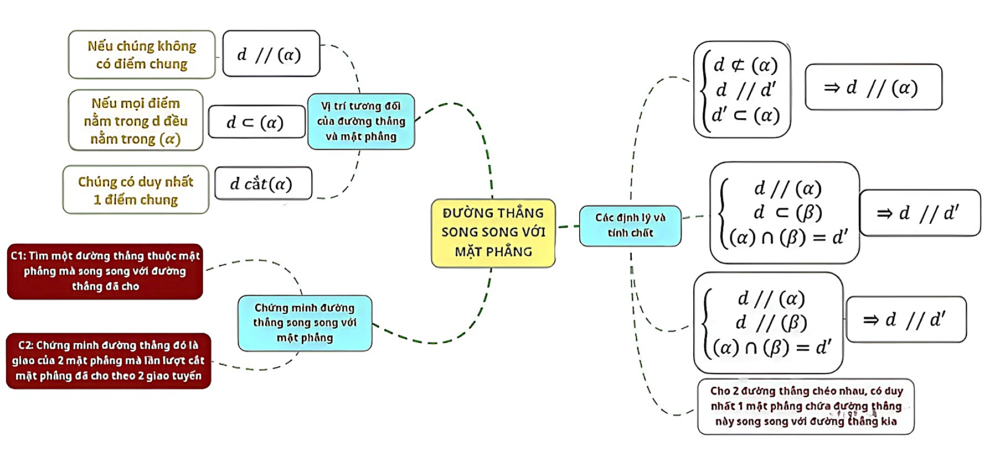 Nếu chúng không
có điểm chung
d // (α)
Nếu mọi điểm
nằm trong d đều
nằm trong (α)
d ⊂ (α)
Chúng có duy nhất
1 điểm chung
d cắt(α)
Vị trí tương đối
của đường thẳng
và mặt phẳng
C1: Tìm một đường thẳng thuộc mặt
phẳng mà song song với đường
thẳng đã cho
C2: Chứng minh đường thẳng đó là
giao của 2 mặt phẳng mà lần lượt cắt
mặt phẳng đã cho theo 2 giao tuyến
Chứng minh đường
thẳng song song với
mặt phẳng
ĐƯỜNG THẲNG
SONG SONG VỚI
MẶT PHẲNG
Các định lý và
tính chất
d ⊄ (α)
d // d'
d' ⊂ (α)
⇒ d // (α)
d // (α)
d ⊂ (β)
(α) ∩ (β) = d'
⇒ d // d'
d // (α)
d // (β)
(α) ∩ (β) = d'
⇒ d // d'
Cho 2 đường thẳng chéo nhau, có duy
nhất 1 mặt phẳng chứa đường thẳng
này song song với đường thẳng kia